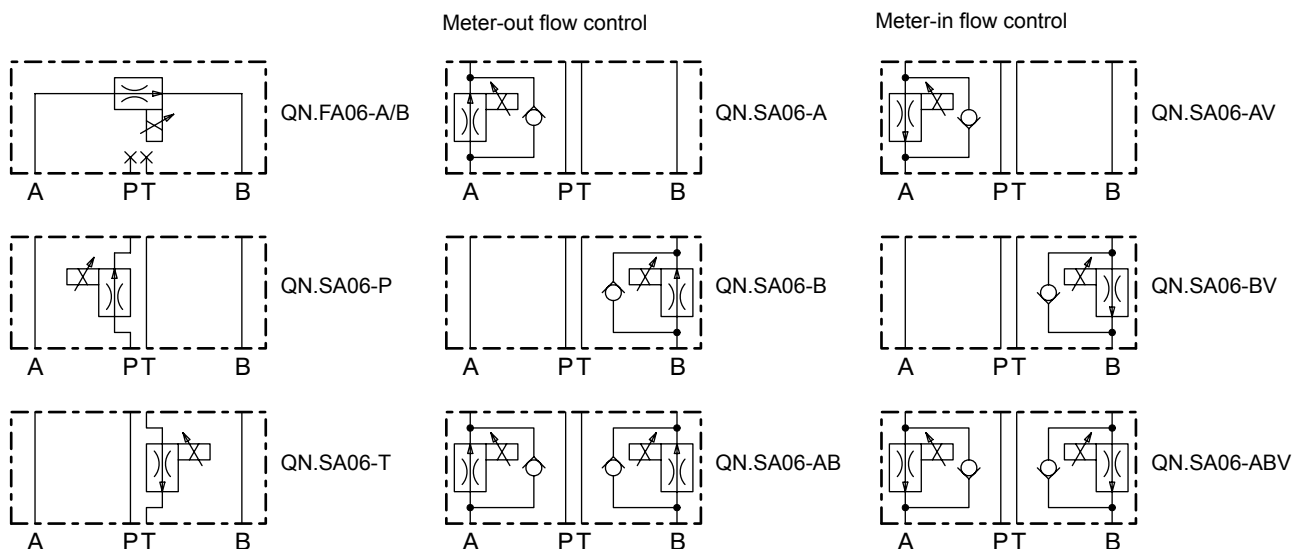 Meter-out flow control
Meter-in flow control
QN.FA06-A/B
A PT B
QN.SA06-A
A PT B
QN.SA06-AV
A PT B
QN.SA06-P
A PT B
QN.SA06-B
A PT B
QN.SA06-BV
A PT B
QN.SA06-T
A PT B
QN.SA06-AB
A PT B
QN.SA06-ABV
A PT B